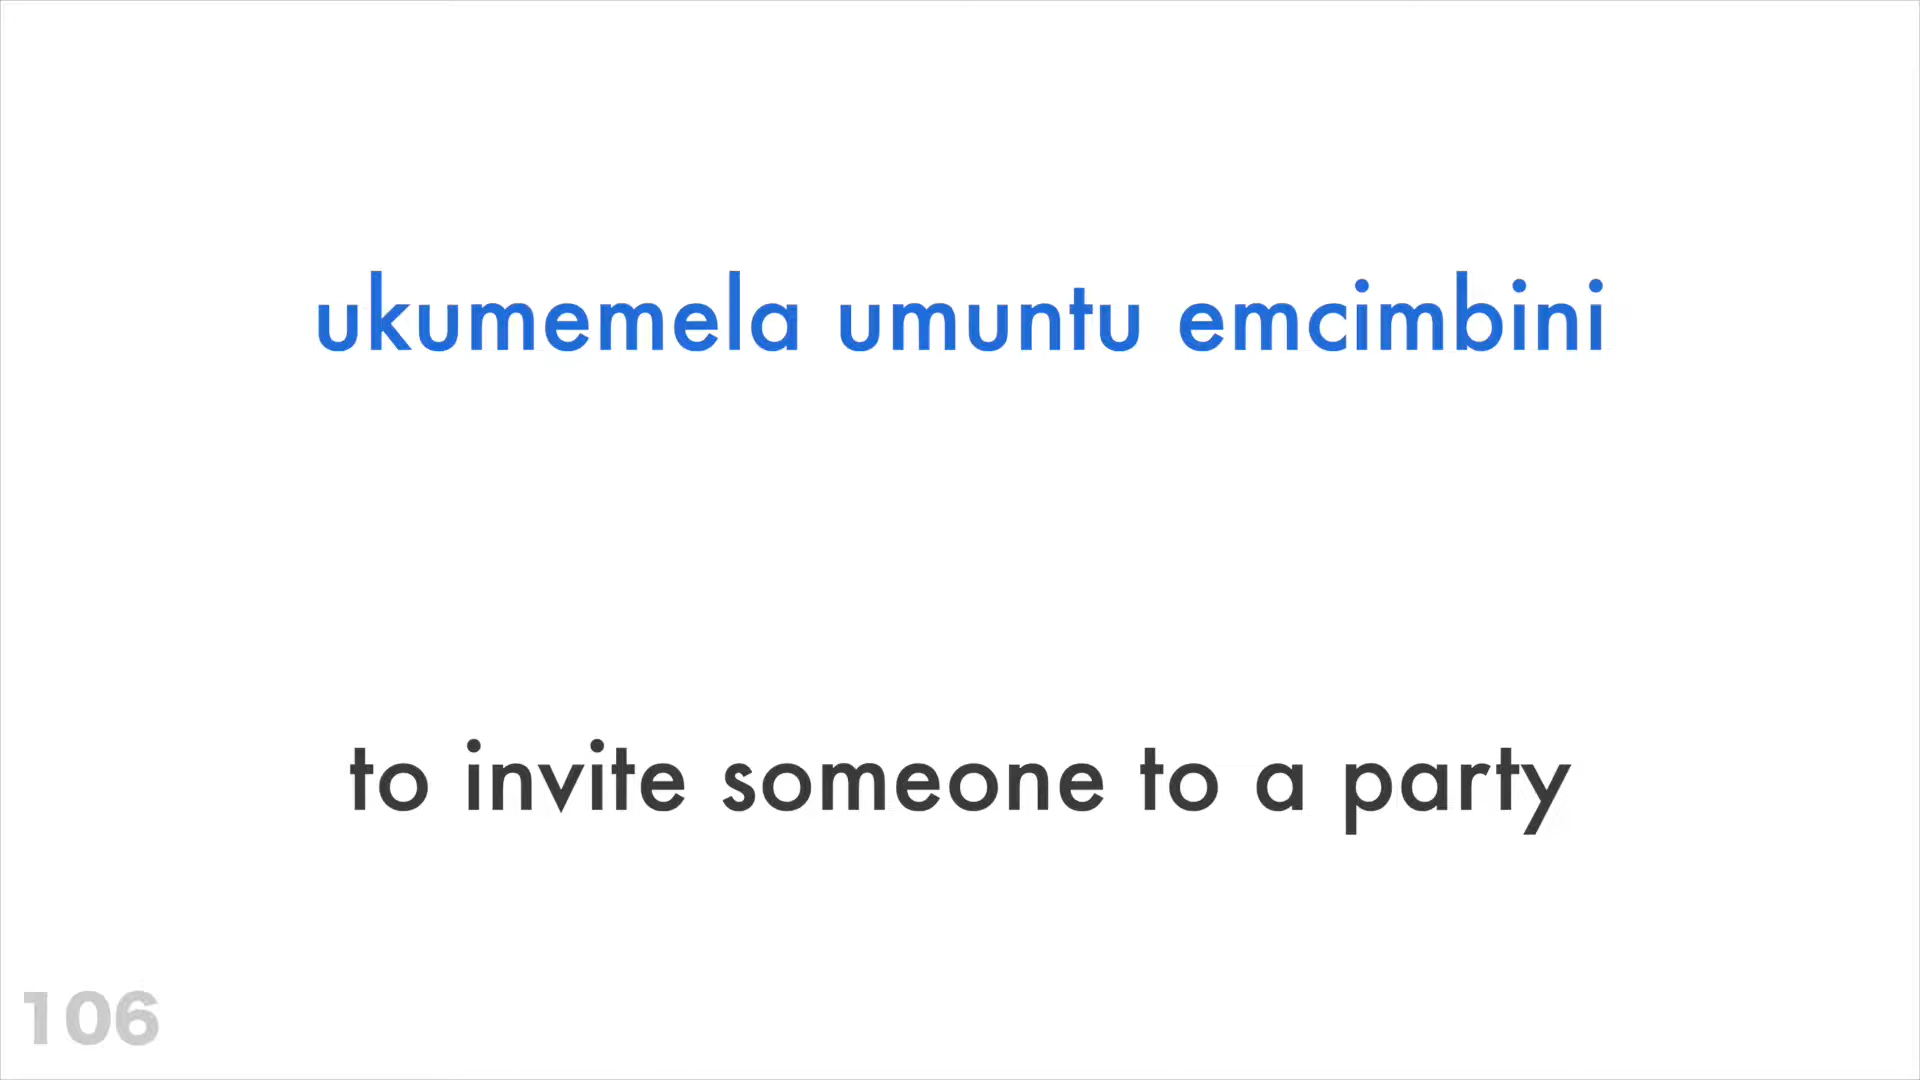 ukumemela umuntu emcimbini
to invite someone to a party
106